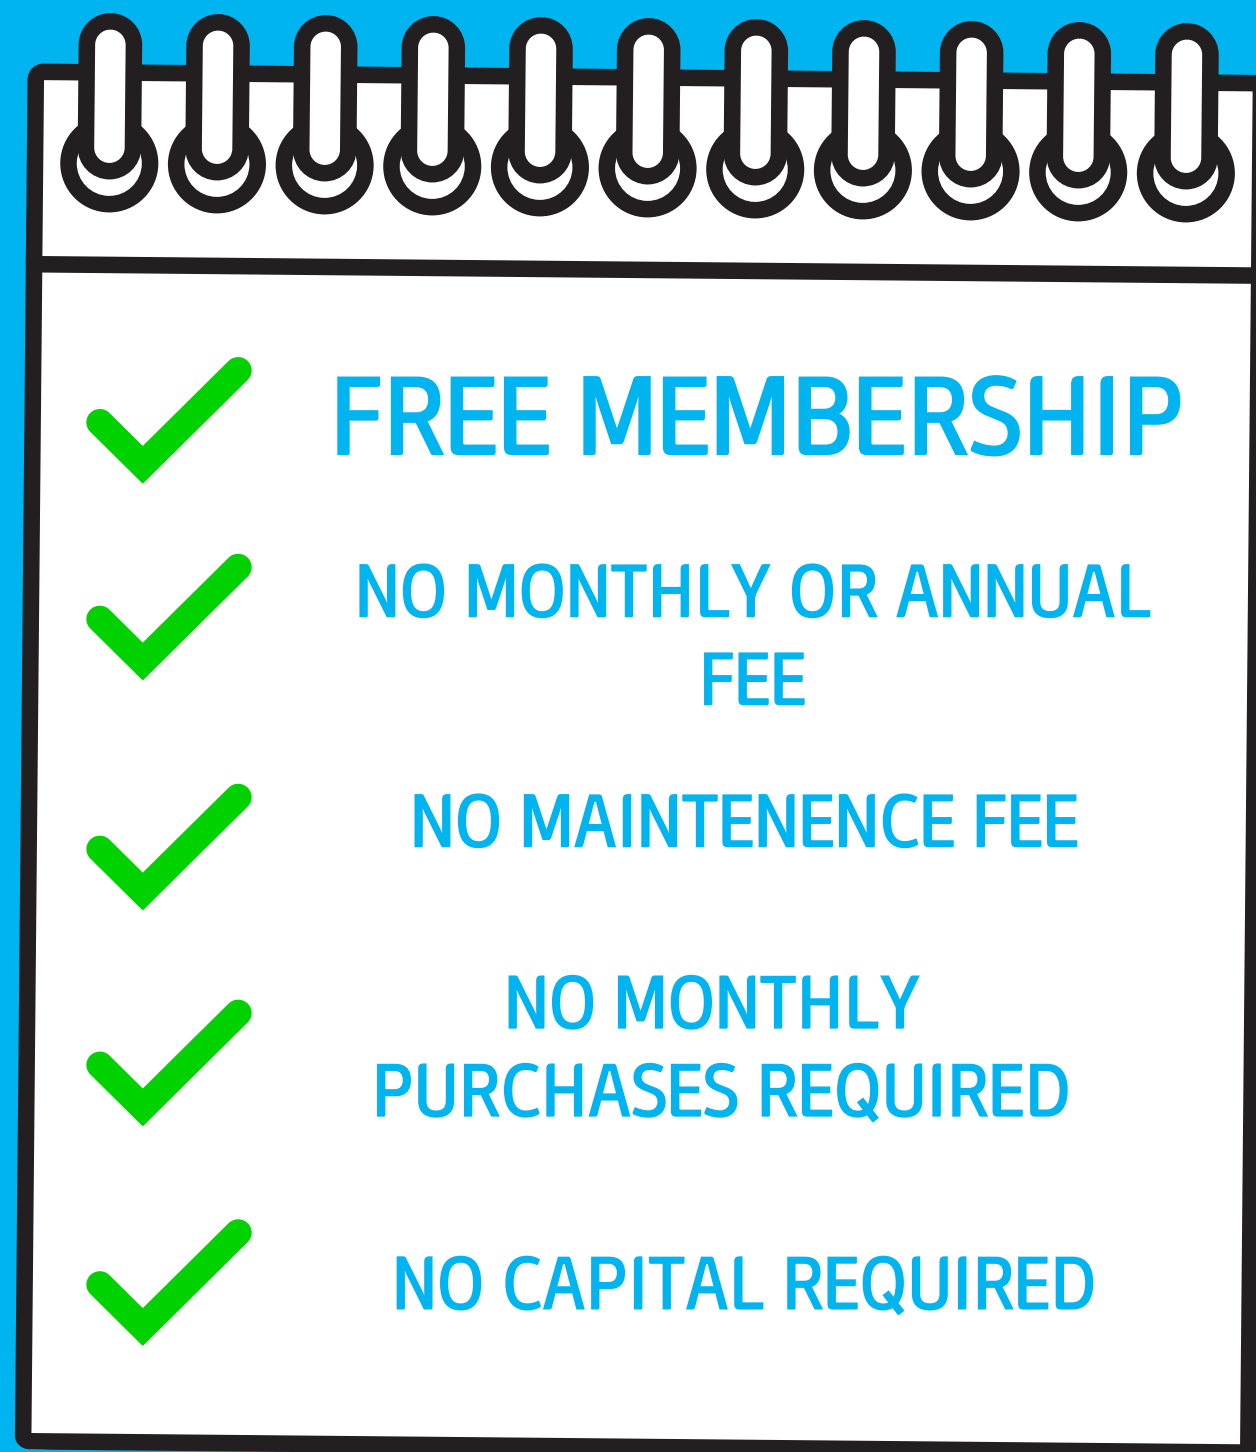 FREE MEMBERSHIP
NO MONTHLY OR ANNUAL
FEE
NO MAINTENENCE FEE
NO MONTHLY
PURCHASES REQUIRED
NO CAPITAL REQUIRED